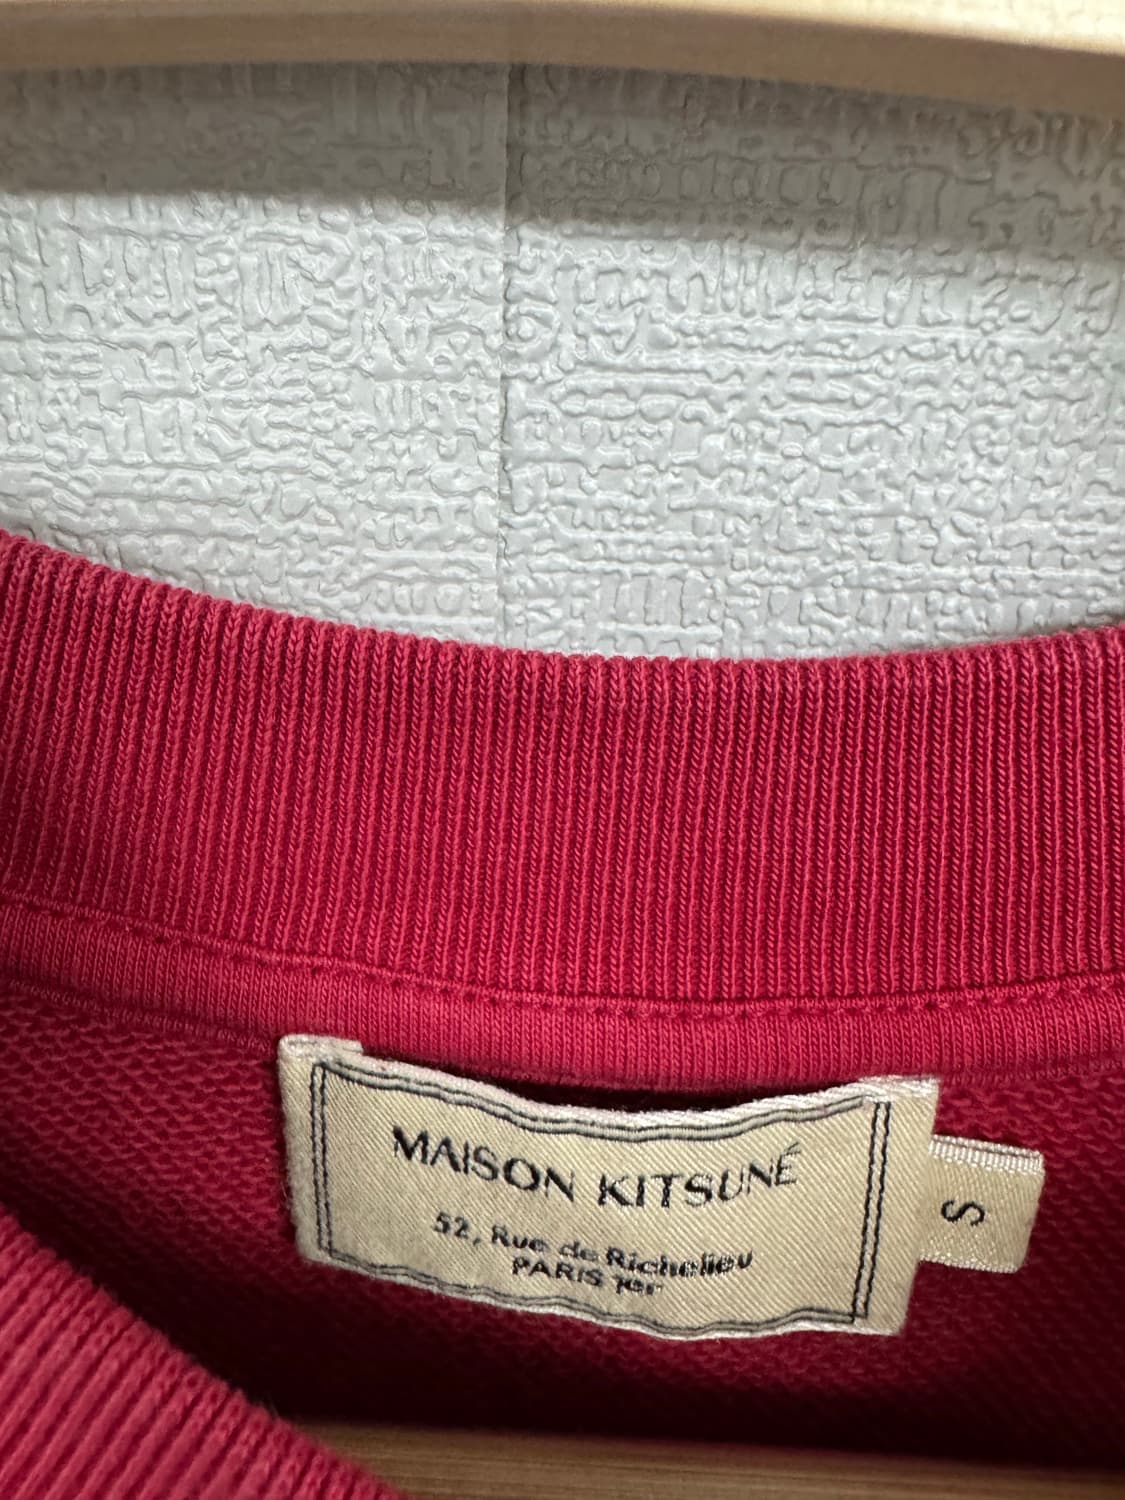 MAISON KITSUNÉ
52, Rue de Richelieu
PARIS 1er
S